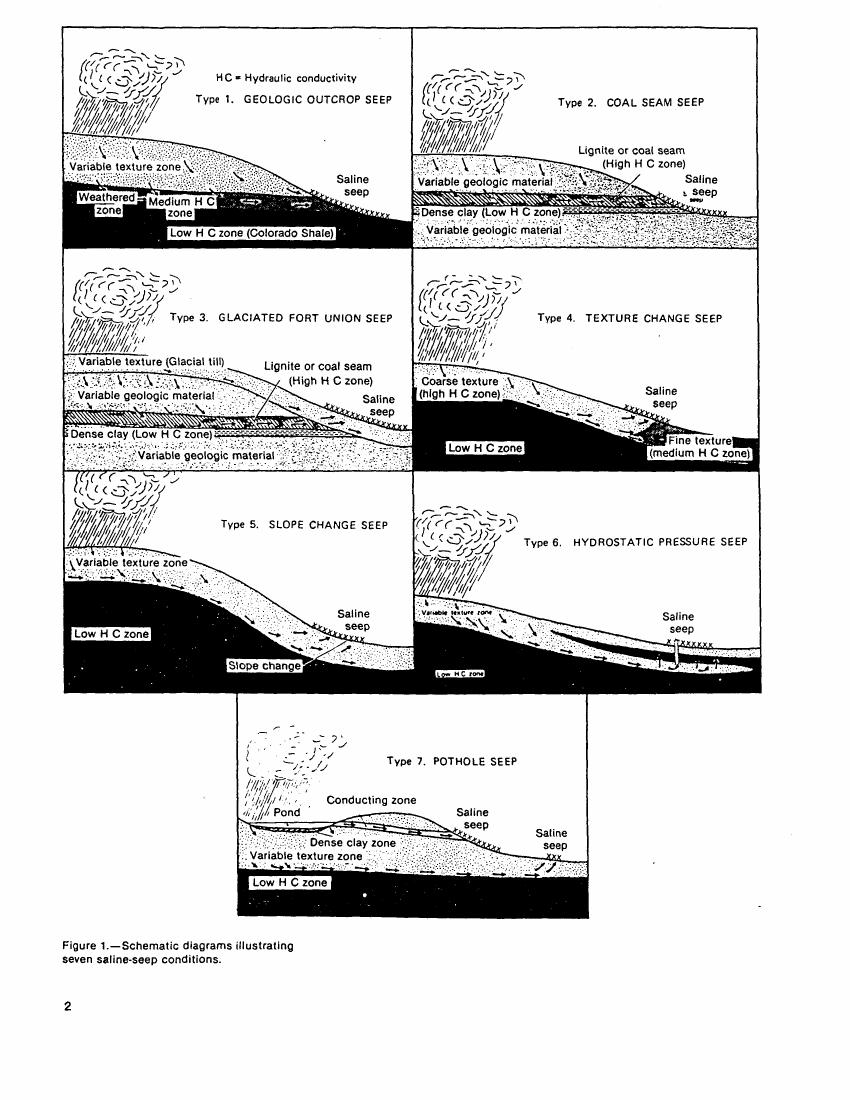 HC = Hydraulic conductivity
Type 1. GEOLOGIC OUTCROP SEEP
Variable texture zone
Saline
seep
Weathered
zone
Medium H C
zone
Low H C zone (Colorado Shale)
Type 2. COAL SEAM SEEP
Lignite or coal seam
(High H C zone)
Variable geologic material
Saline
seep
seep
Dense clay (Low H C zone)
Variable geologic material
Type 3. GLACIATED FORT UNION SEEP
Variable texture (Glacial till)
Lignite or coal seam
(High H C zone)
Variable geologic material
Saline
seep
Dense clay (Low H C zone)
Variable geologic material
Type 4. TEXTURE CHANGE SEEP
Coarse texture
(high H C zone)
Saline
seep
Low H C zone
Fine texture
(medium H C zone)
Type 5. SLOPE CHANGE SEEP
Variable texture zone
Saline
seep
Low H C zone
Slope change
Type 6. HYDROSTATIC PRESSURE SEEP
Variable texture zone
Saline
seep
Low H C zone
Type 7. POTHOLE SEEP
Conducting zone
Pond
Saline
seep
Saline
seep
Dense clay zone
Variable texture zone
Low H C zone
Figure 1.—Schematic diagrams illustrating
seven saline-seep conditions.
2